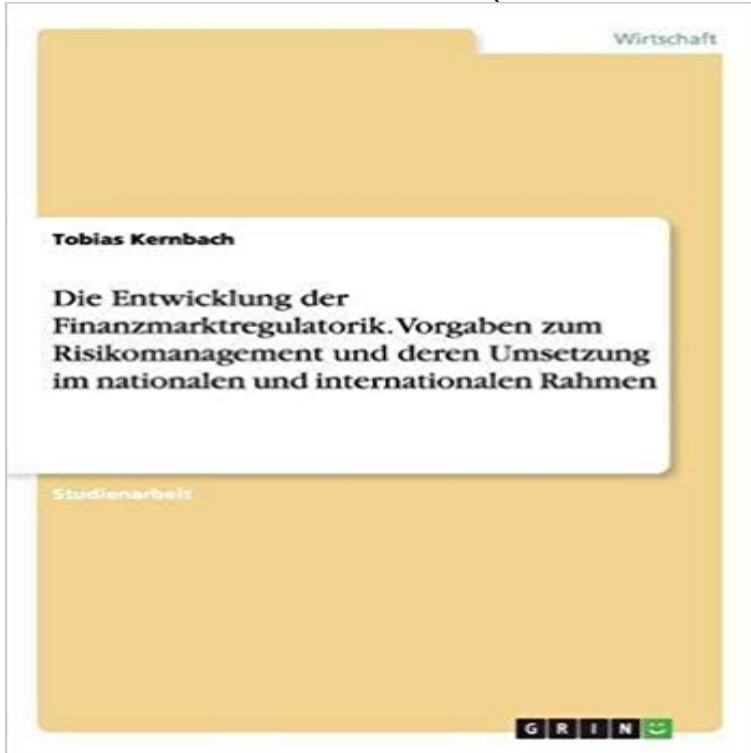 Wirtschaft
Tobias Kernbach
Die Entwicklung der
Finanzmarktregulatorik. Vorgaben zum
Risikomanagement und deren Umsetzung
im nationalen und internationalen Rahmen
Studienarbeit
GRIN